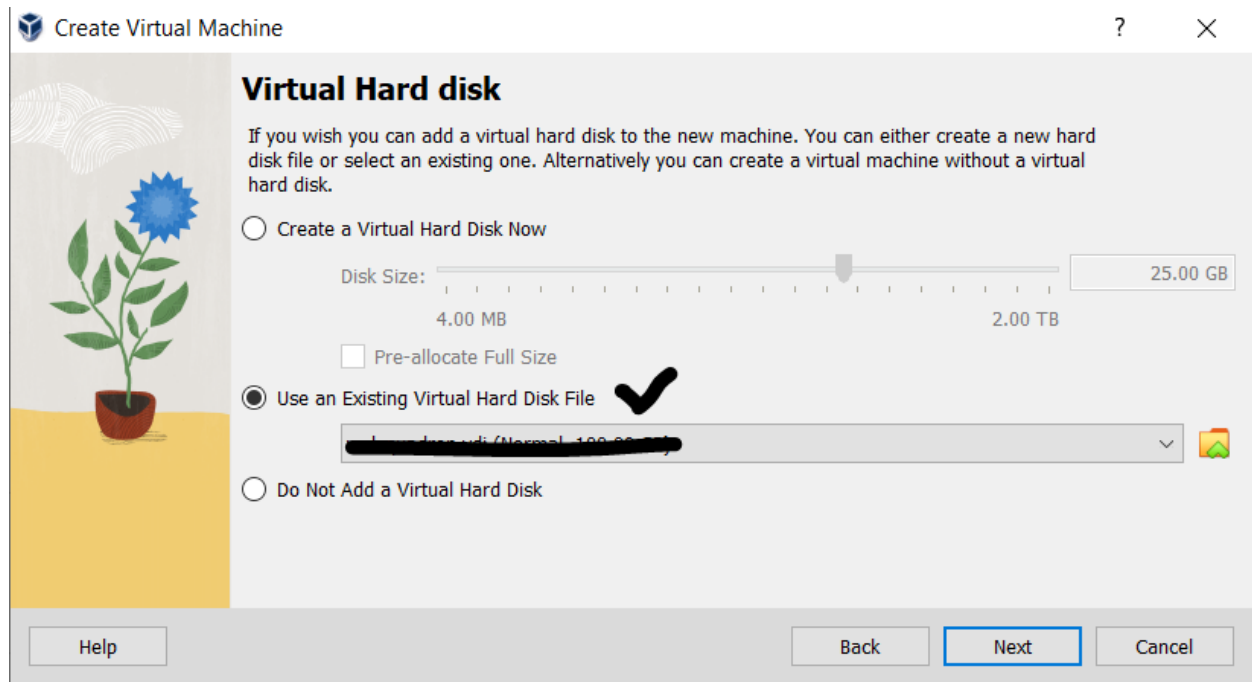 Create Virtual Machine
?
Virtual Hard disk
If you wish you can add a virtual hard disk to the new machine. You can either create a new hard
disk file or select an existing one. Alternatively you can create a virtual machine without a virtual
hard disk.
Create a Virtual Hard Disk Now
Disk Size:
25.00 GB
4.00 MB
2.00 TB
Pre-allocate Full Size
Use an Existing Virtual Hard Disk File
Do Not Add a Virtual Hard Disk
Help
Back
Next
Cancel